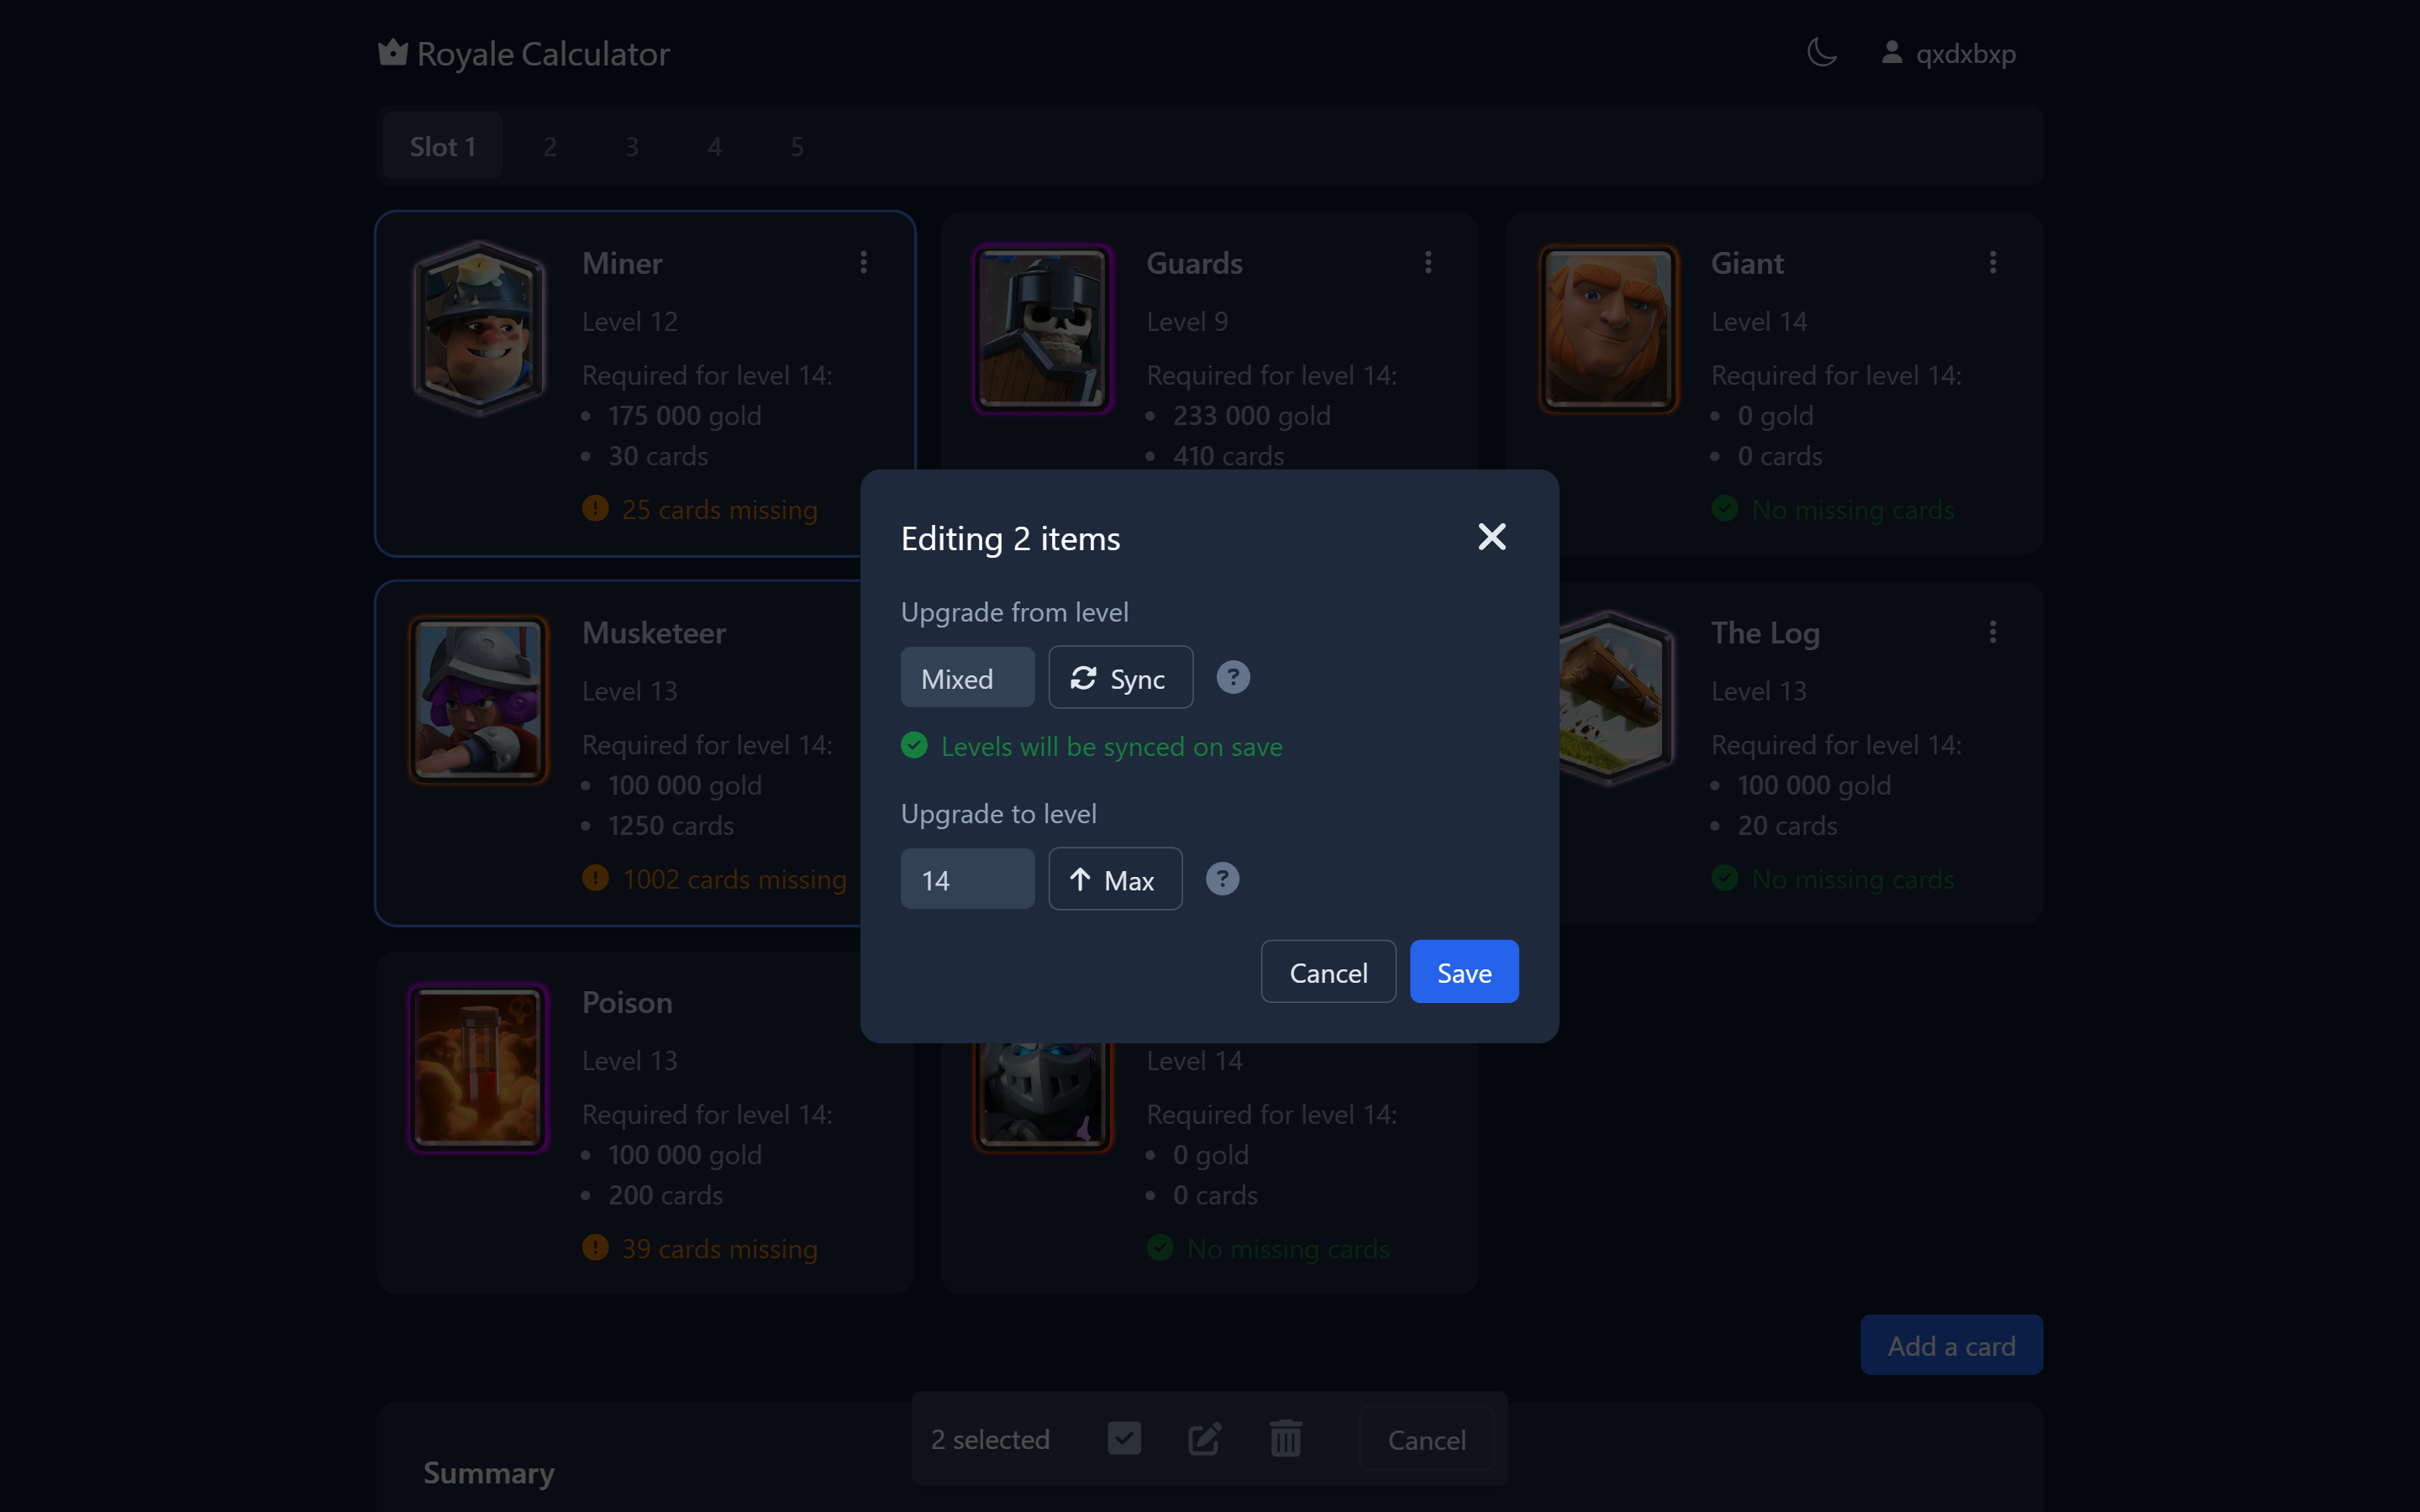 Royale Calculator
qxdxbxp
Slot 1 2 3 4 5
Miner
Level 12
Required for level 14:
175 000 gold
30 cards
25 cards missing
Guards
Level 9
Required for level 14:
233 000 gold
410 cards
Giant
Level 14
Required for level 14:
0 gold
0 cards
No missing cards
Musketeer
Level 13
Required for level 14:
100 000 gold
1250 cards
1002 cards missing
Editing 2 items
Upgrade from level
Mixed Sync ?
Levels will be synced on save
Upgrade to level
14 Max ?
Cancel Save
The Log
Level 13
Required for level 14:
100 000 gold
20 cards
No missing cards
Poison
Level 13
Required for level 14:
100 000 gold
200 cards
39 cards missing
Level 14
Required for level 14:
0 gold
0 cards
No missing cards
Add a card
2 selected Cancel
Summary